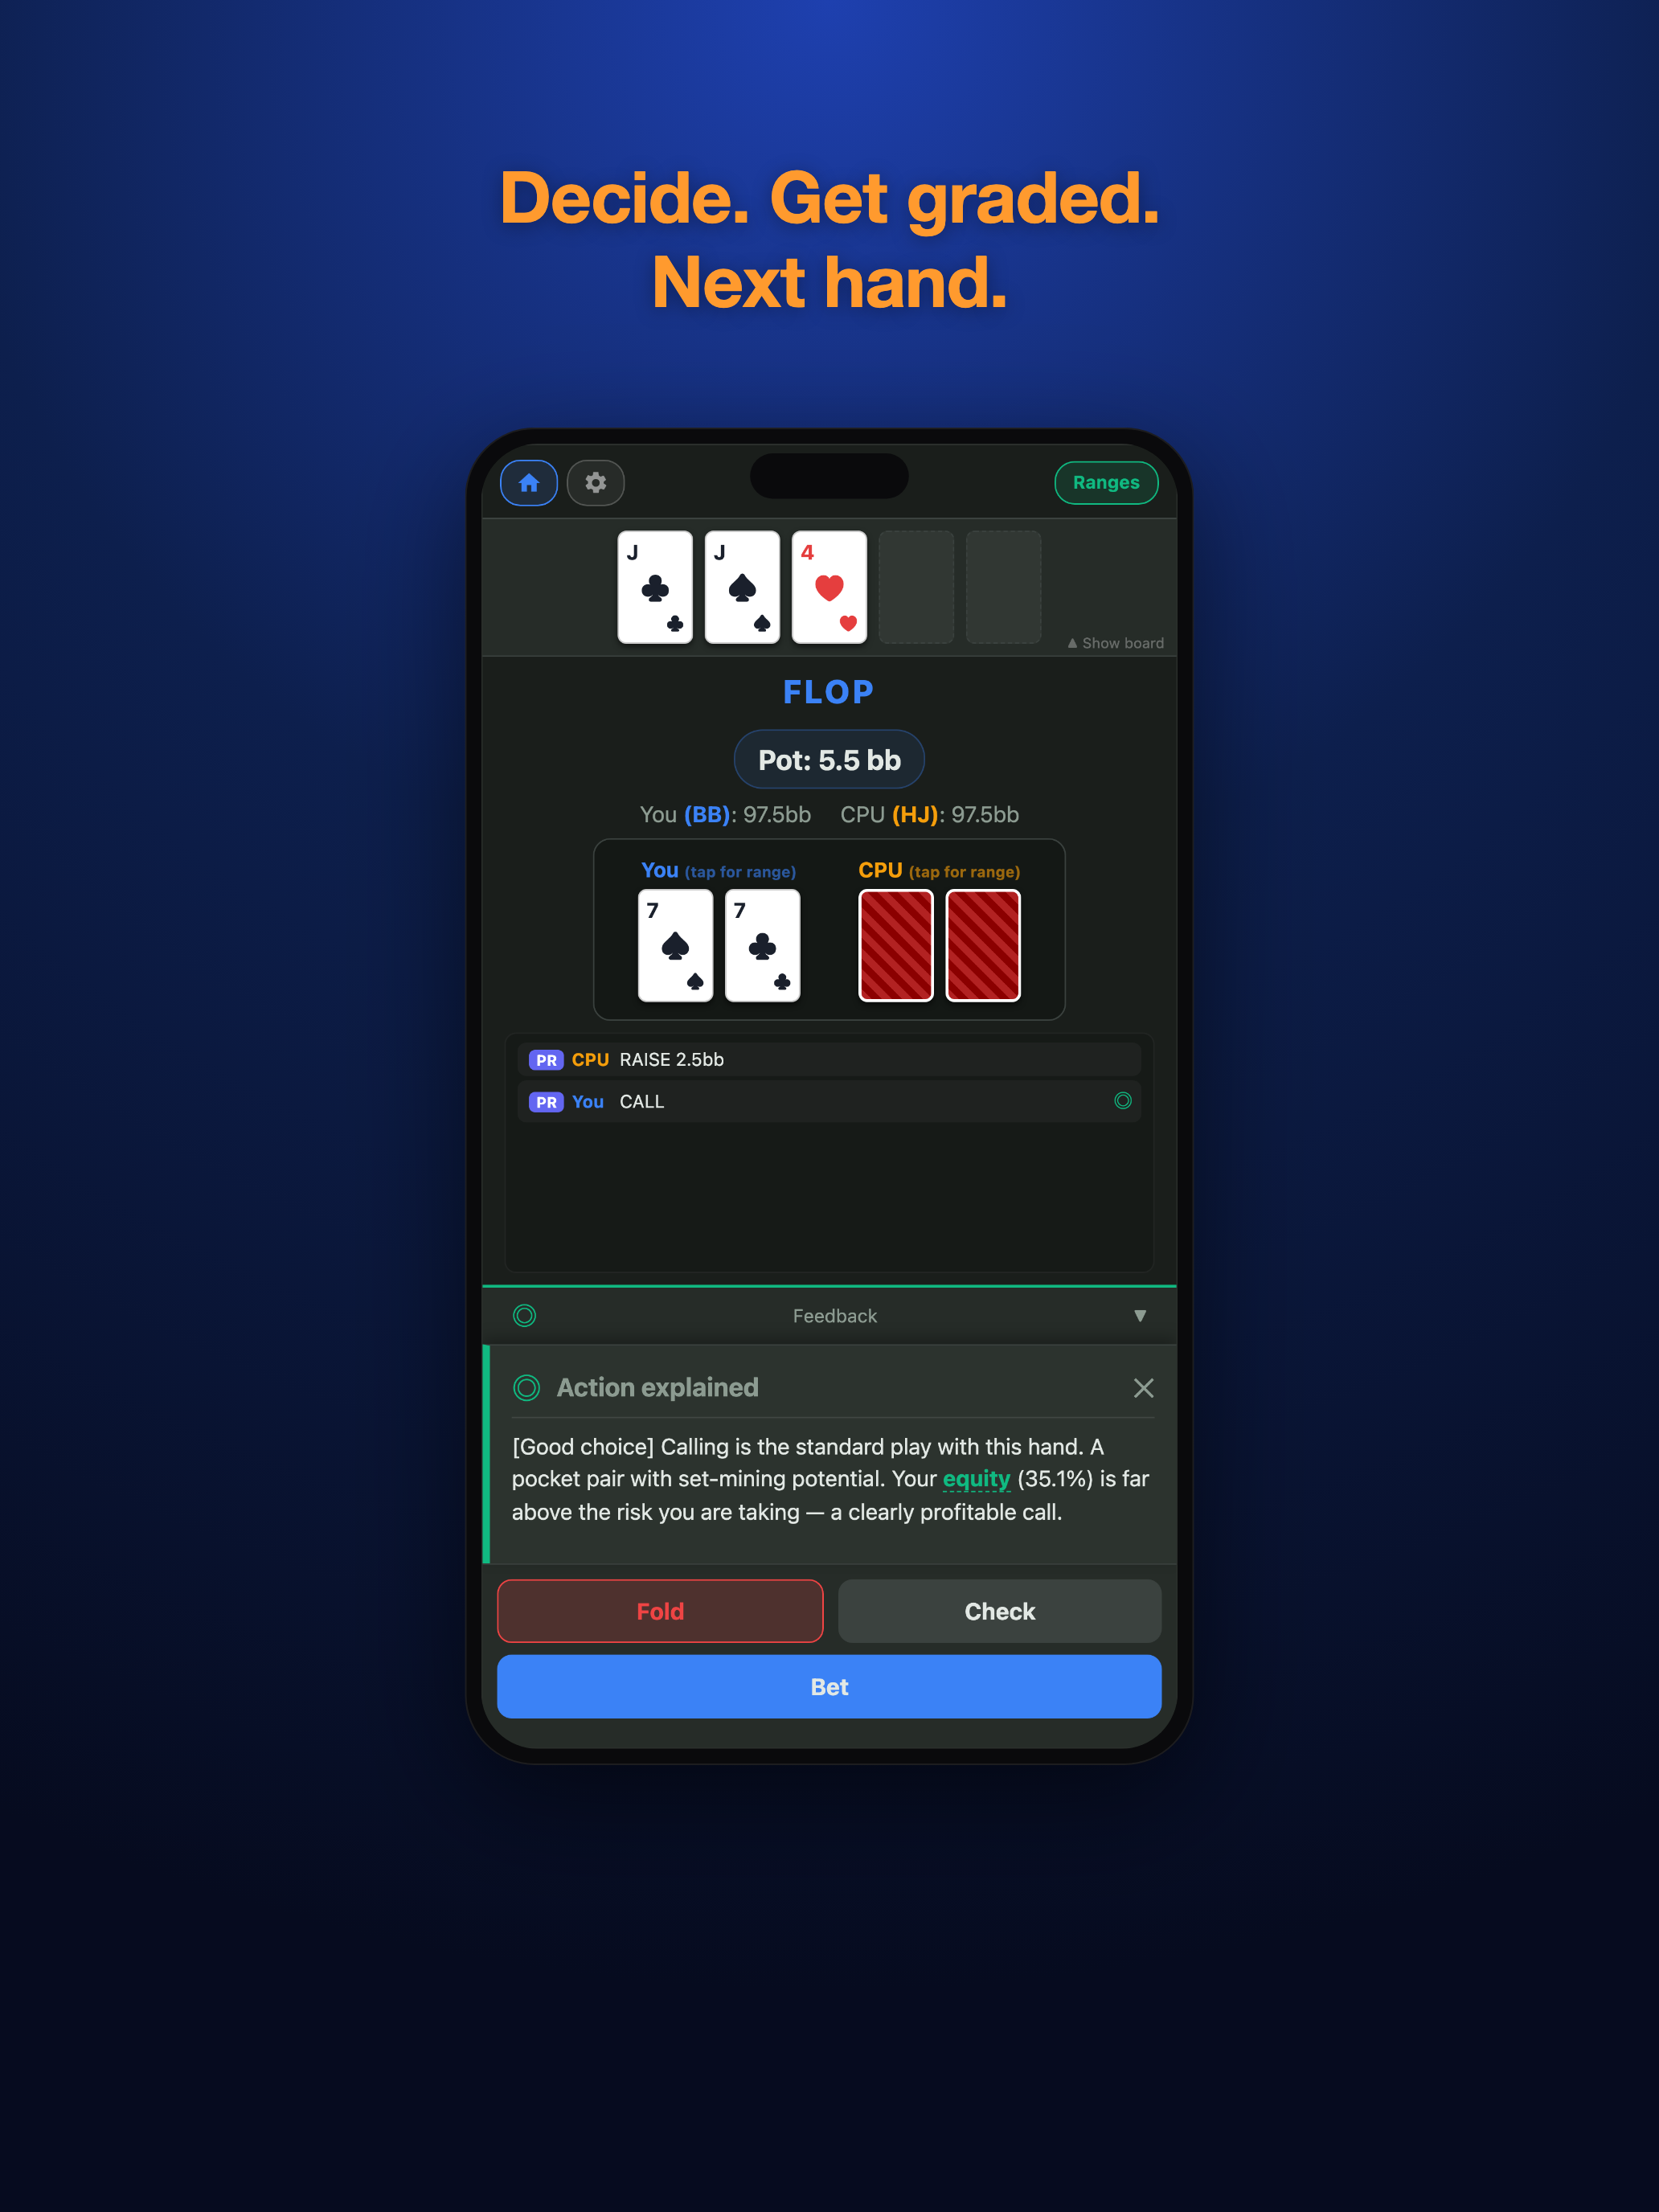 Decide. Get graded.
Next hand.
Ranges
J J 4
▲ Show board
FLOP
Pot: 5.5 bb
You (BB): 97.5bb CPU (HJ): 97.5bb
You (tap for range) CPU (tap for range)
7 7
PR CPU RAISE 2.5bb
PR You CALL
Feedback ▼
Action explained
[Good choice] Calling is the standard play with this hand. A
pocket pair with set-mining potential. Your equity (35.1%) is far
above the risk you are taking — a clearly profitable call.
Fold Check
Bet